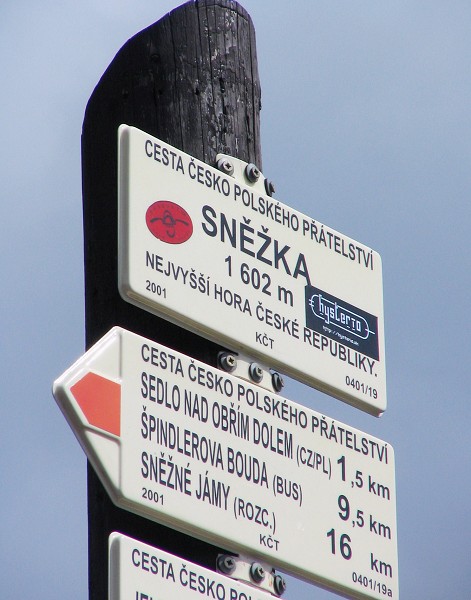 CESTA ČESKO POLSKÉHO PŘÁTELSTVÍ
SNĚŽKA
1 602 m
NEJVYŠŠÍ HORA ČESKÉ REPUBLIKY.
hysterто
2001
KČT
0401/19
CESTA ČESKO POLSKÉHO PŘÁTELSTVÍ
SEDLO NAD OBŘÍM DOLEM (CZ/PL) 1,5 km
ŠPINDLEROVA BOUDA (BUS) 9,5 km
SNĚŽNÉ JÁMY (ROZC.) 16 km
2001
KČT
0401/19a
CESTA ČESKO POLSKÉHO